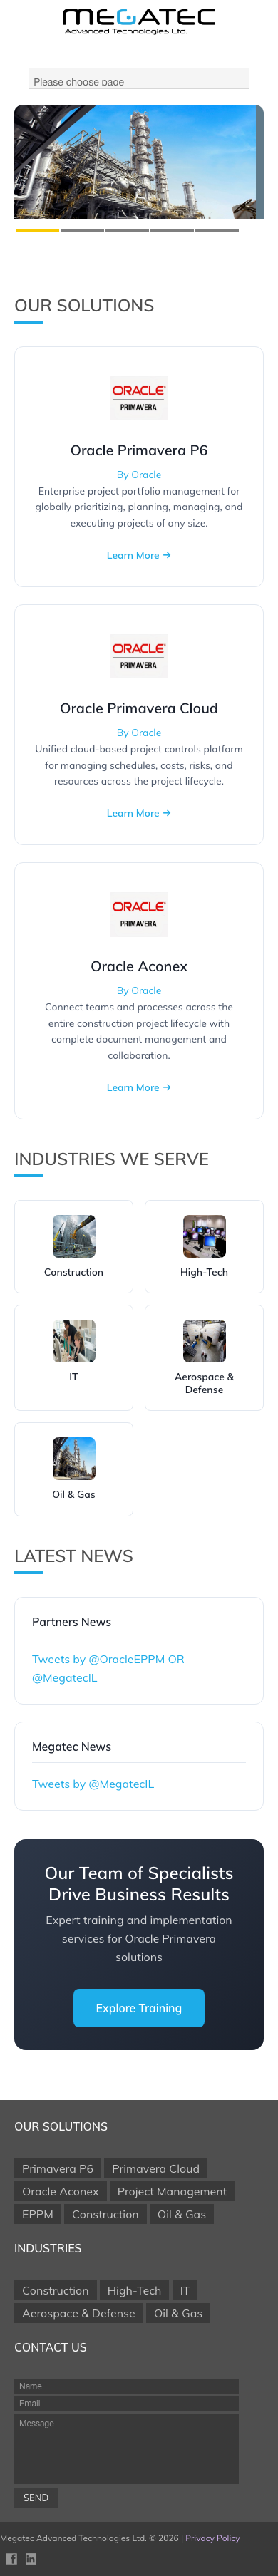 MEGATEC
Advanced Technologies Ltd.
Please choose page
OUR SOLUTIONS
ORACLE
PRIMAVERA
Oracle Primavera P6
By Oracle
Enterprise project portfolio management for
globally prioritizing, planning, managing, and
executing projects of any size.
Learn More →
ORACLE
PRIMAVERA
Oracle Primavera Cloud
By Oracle
Unified cloud-based project controls platform
for managing schedules, costs, risks, and
resources across the project lifecycle.
Learn More →
ORACLE
PRIMAVERA
Oracle Aconex
By Oracle
Connect teams and processes across the
entire construction project lifecycle with
complete document management and
collaboration.
Learn More →
INDUSTRIES WE SERVE
Construction
High-Tech
IT
Aerospace &
Defense
Oil & Gas
LATEST NEWS
Partners News
Tweets by @OracleEPPM OR
@MegatecIL
Megatec News
Tweets by @MegatecIL
Our Team of Specialists
Drive Business Results
Expert training and implementation
services for Oracle Primavera
solutions
Explore Training
OUR SOLUTIONS
Primavera P6 Primavera Cloud
Oracle Aconex Project Management
EPPM Construction Oil & Gas
INDUSTRIES
Construction High-Tech IT
Aerospace & Defense Oil & Gas
CONTACT US
Name
Email
Message
SEND
Megatec Advanced Technologies Ltd. © 2026 | Privacy Policy